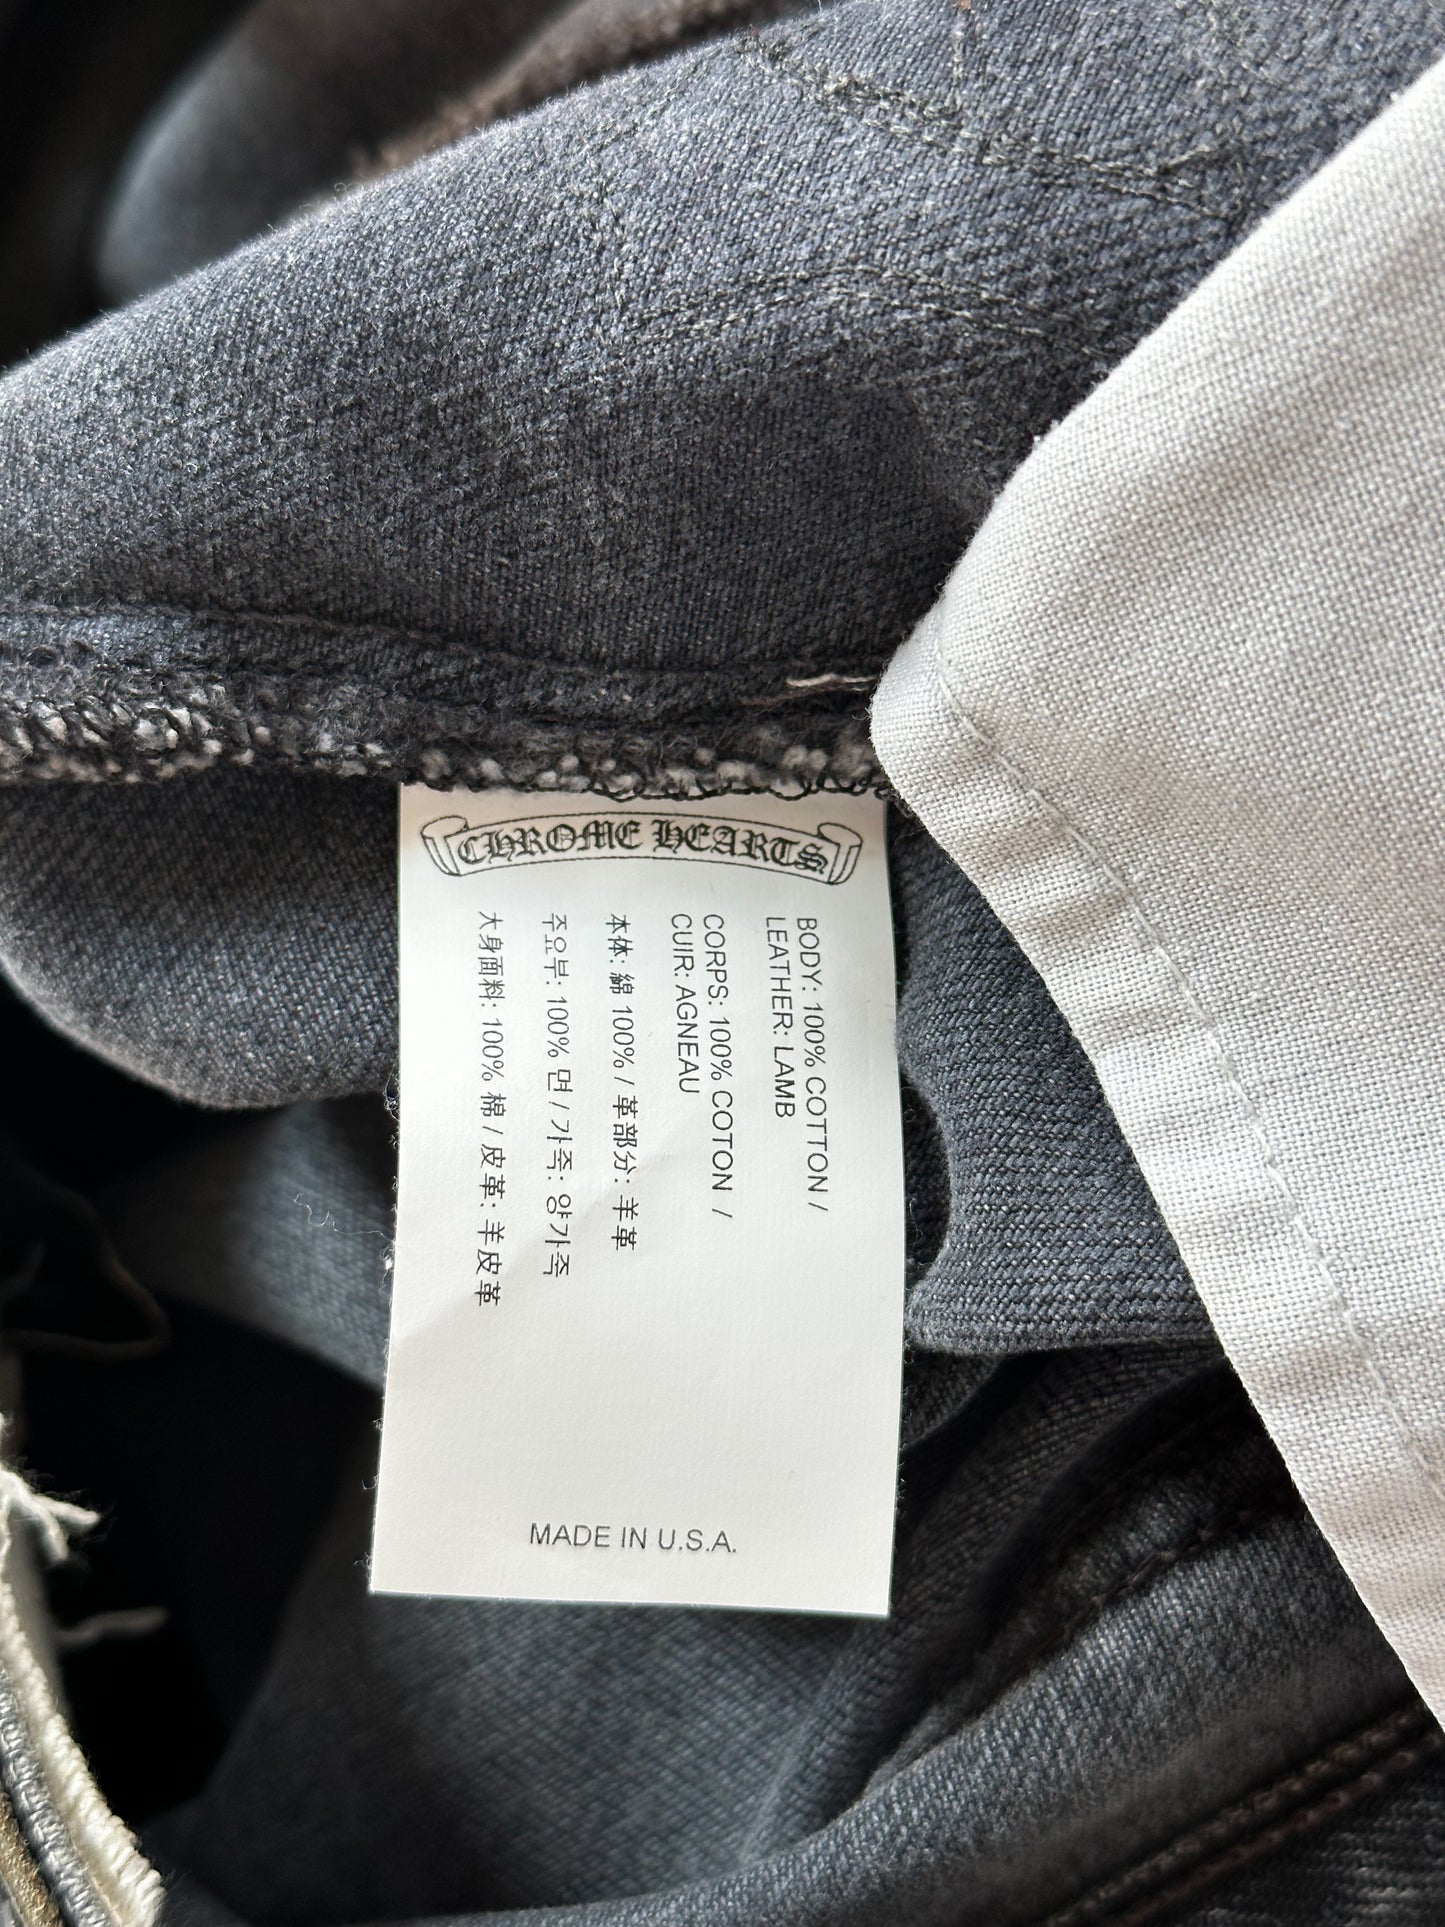 CHROME HEARTS
BODY: 100% COTTON /
LEATHER: LAMB
CORPS: 100% COTON /
CUIR: AGNEAU
本体: 綿 100% / 革部分: 羊革
주요부: 100% 면 / 가죽: 양가죽
大身面料: 100% 棉 / 皮革: 羊皮革
MADE IN U.S.A.